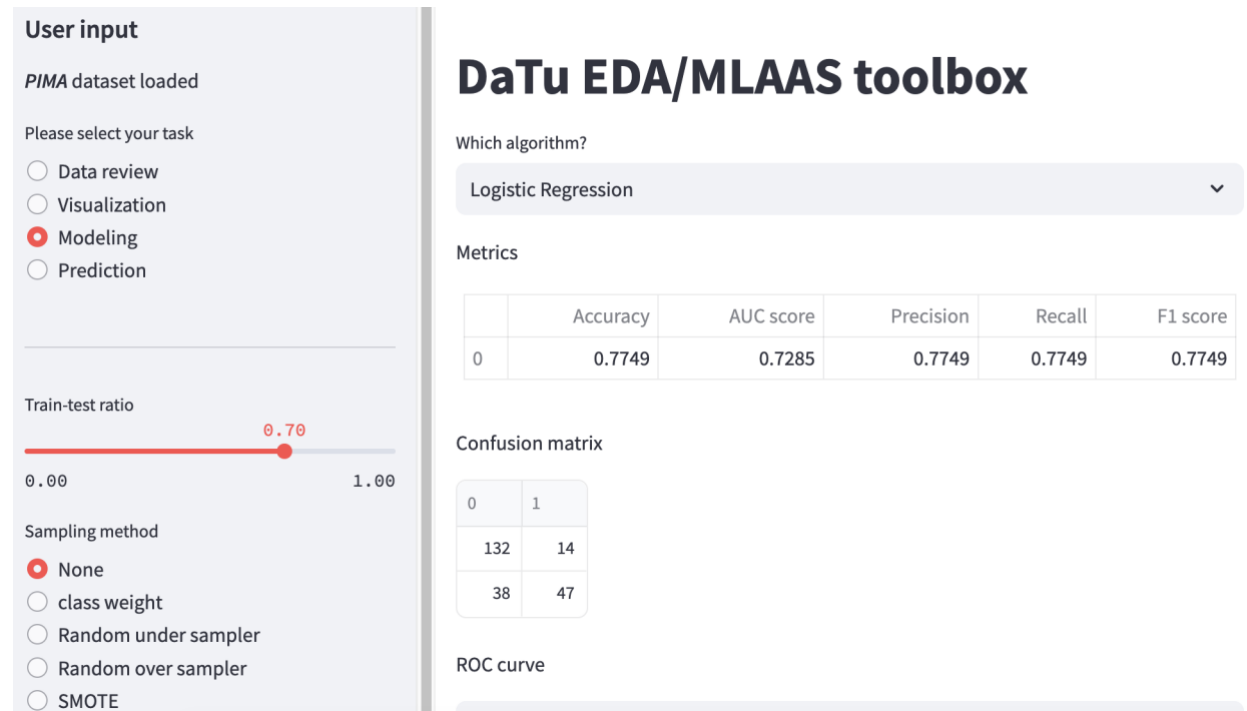 User input
PIMA dataset loaded
Please select your task
Data review
Visualization
Modeling
Prediction
Train-test ratio
0.70
0.00 1.00
Sampling method
None
class weight
Random under sampler
Random over sampler
SMOTE
DaTu EDA/MLAAS toolbox
Which algorithm?
Logistic Regression
Metrics
Accuracy AUC score Precision Recall F1 score
0 0.7749 0.7285 0.7749 0.7749 0.7749
Confusion matrix
0 1
132 14
38 47
ROC curve